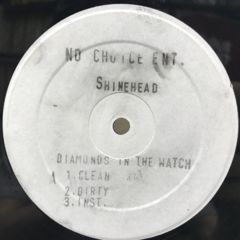 NO CHOICE ENT.
SHINEHEAD
DIAMONDS IN THE WATCH
1. CLEAN
2. DIRTY
3. INST.